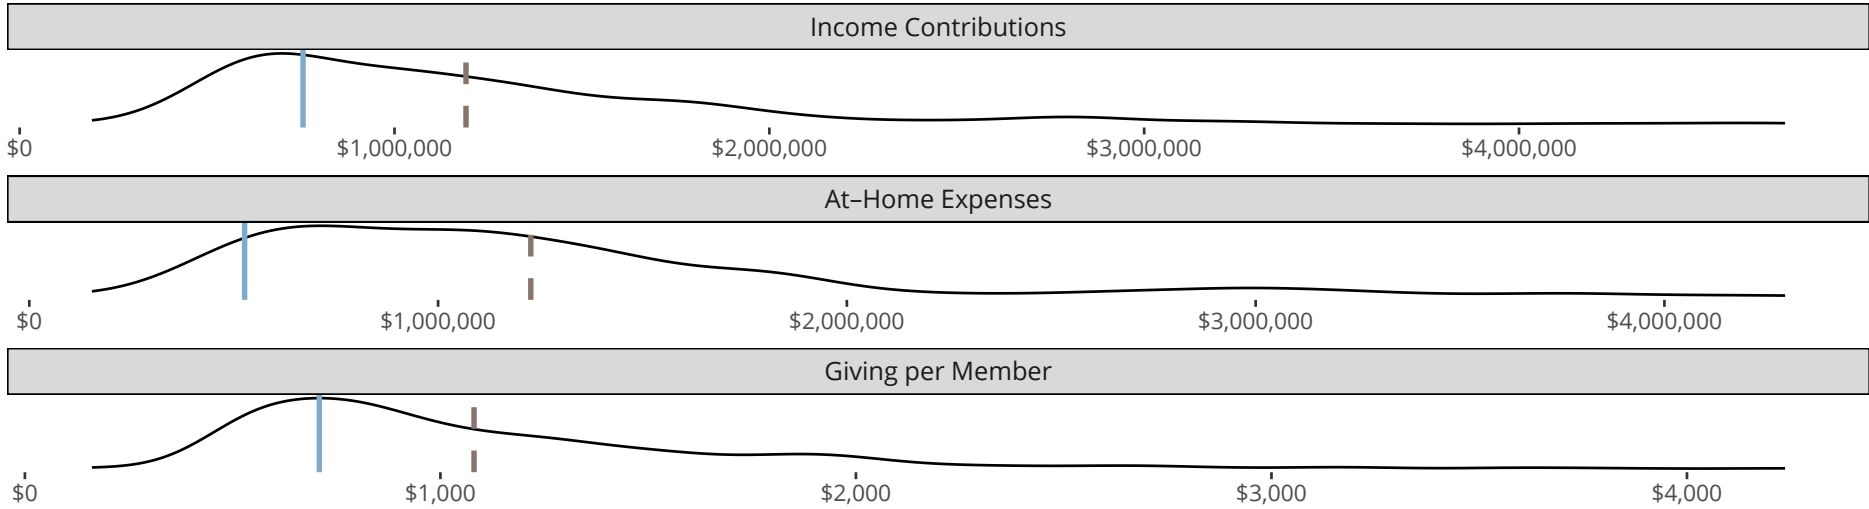 Income Contributions
$0 $1,000,000 $2,000,000 $3,000,000 $4,000,000
At–Home Expenses
$0 $1,000,000 $2,000,000 $3,000,000 $4,000,000
Giving per Member
$0 $1,000 $2,000 $3,000 $4,000